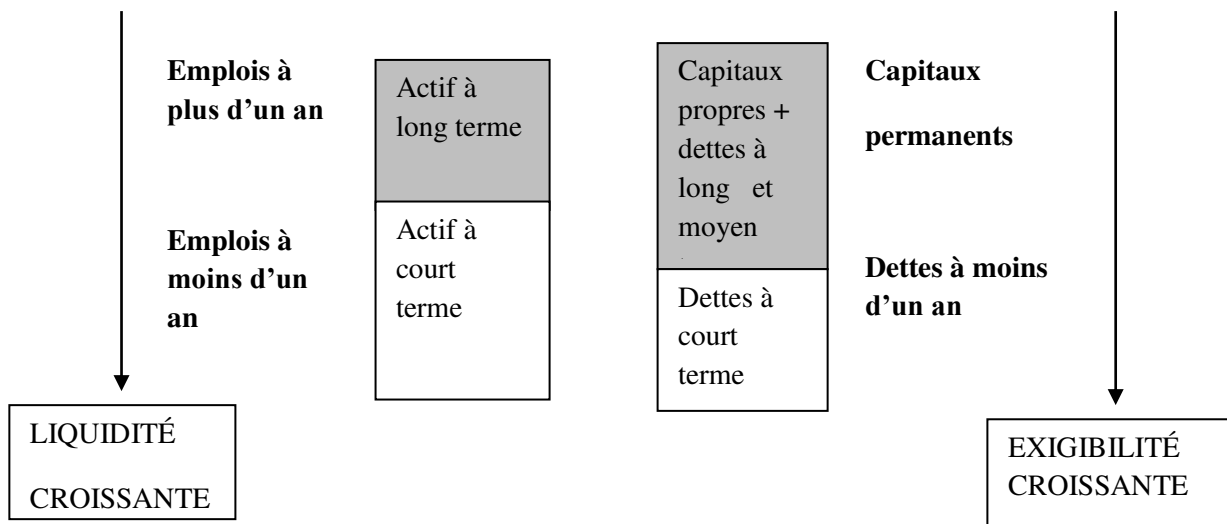 Emplois à
plus d’un an
Actif à
long terme
Capitaux
propres +
dettes à
long et
moyen
Capitaux
permanents
Emplois à
moins d’un
an
Actif à
court
terme
Dettes à
court
terme
Dettes à moins
d’un an
LIQUIDITÉ
CROISSANTE
EXIGIBILITÉ
CROISSANTE